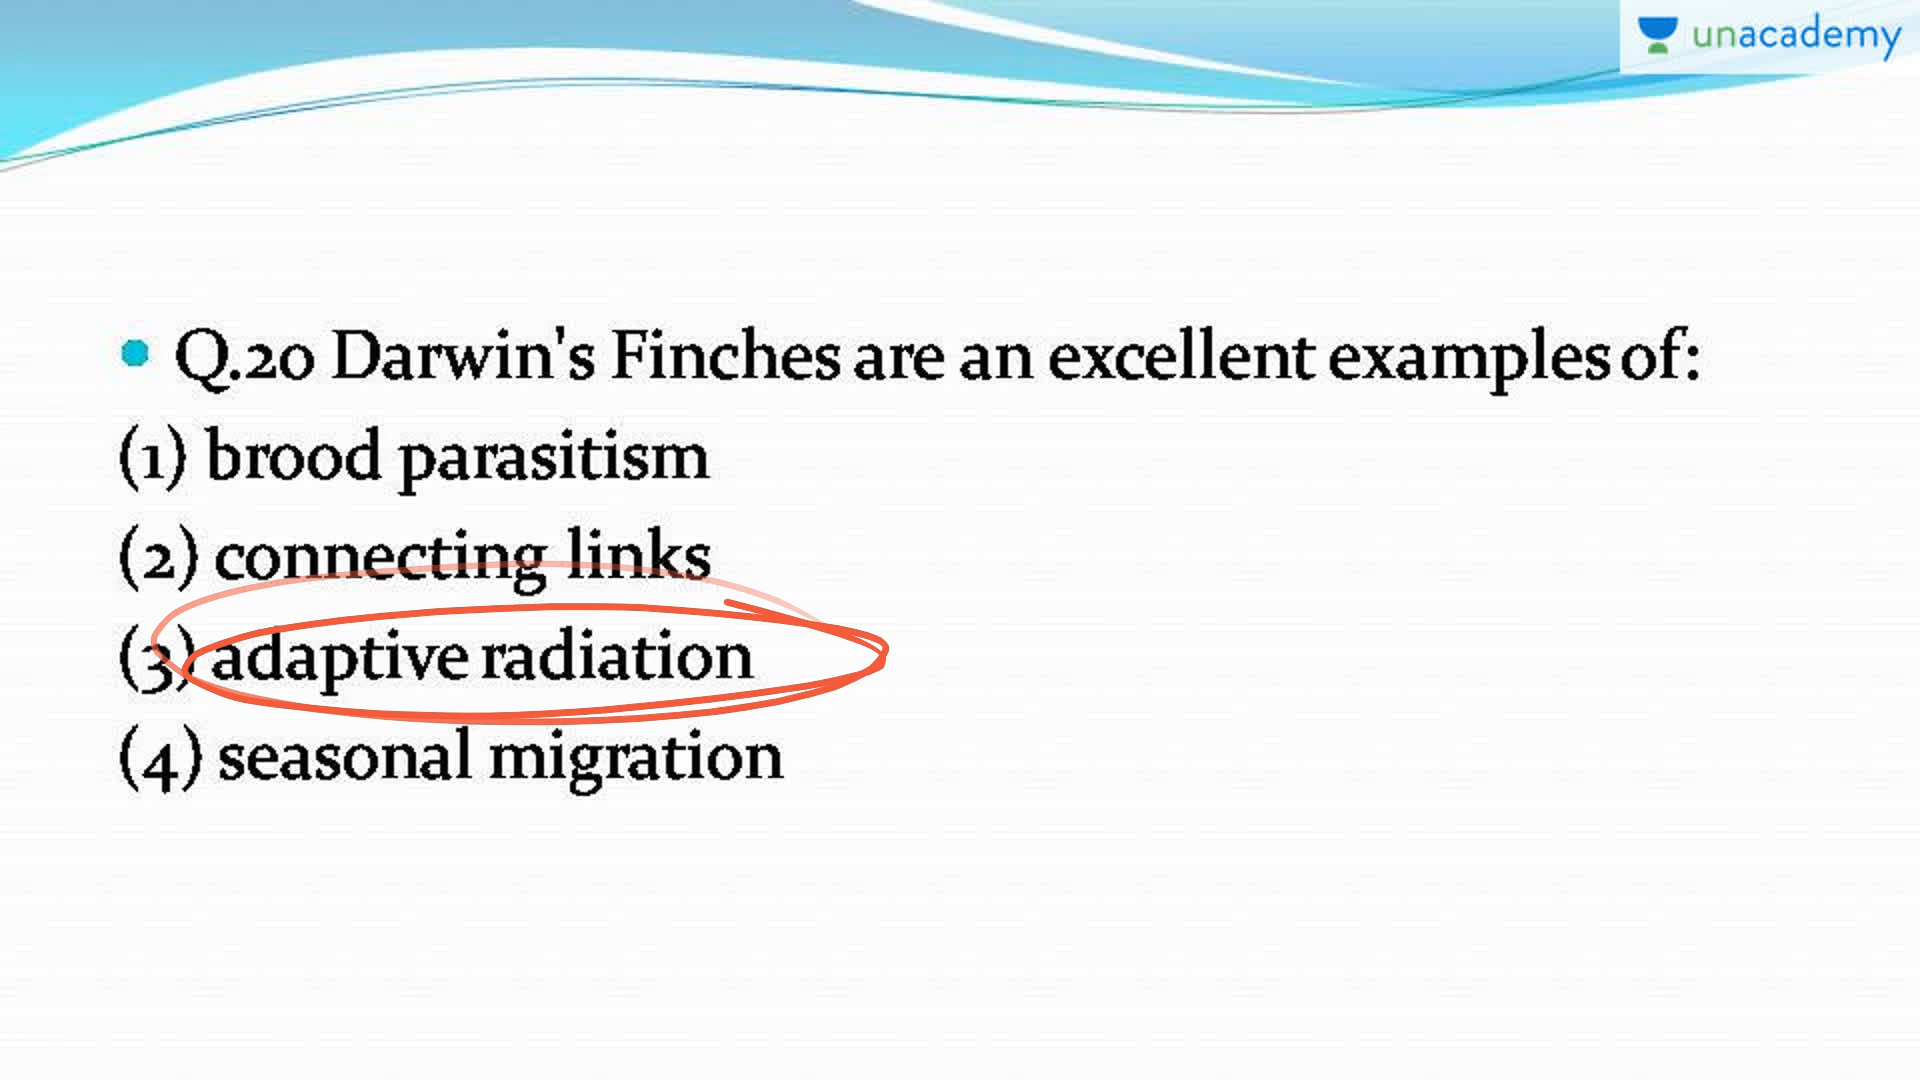 unacademy
Q.20 Darwin's Finches are an excellent examples of:
(1) brood parasitism
(2) connecting links
(3) adaptive radiation
(4) seasonal migration